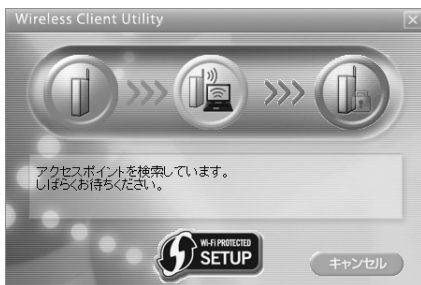 Wireless Client Utility
アクセスポイントを検索しています。
しばらくお待ちください。
Wi-Fi PROTECTED
SETUP
キャンセル